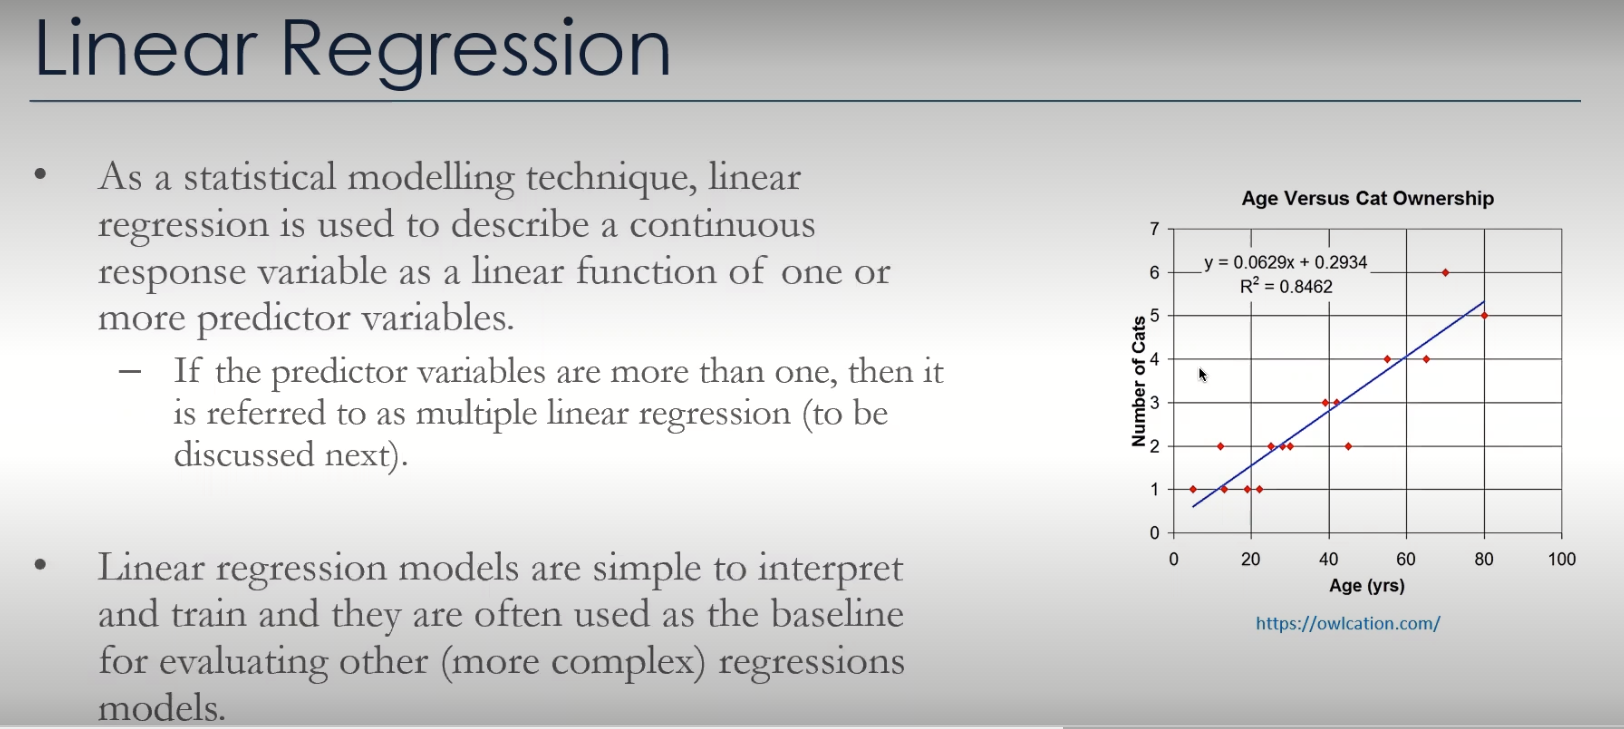 Linear Regression
• As a statistical modelling technique, linear
regression is used to describe a continuous
response variable as a linear function of one or
more predictor variables.
– If the predictor variables are more than one, then it
is referred to as multiple linear regression (to be
discussed next).
• Linear regression models are simple to interpret
and train and they are often used as the baseline
for evaluating other (more complex) regressions
models.
Age Versus Cat Ownership
y = 0.0629x + 0.2934
R² = 0.8462
Number of Cats
7
6
5
4
3
2
1
0
0 20 40 60 80 100
Age (yrs)
https://owlcation.com/